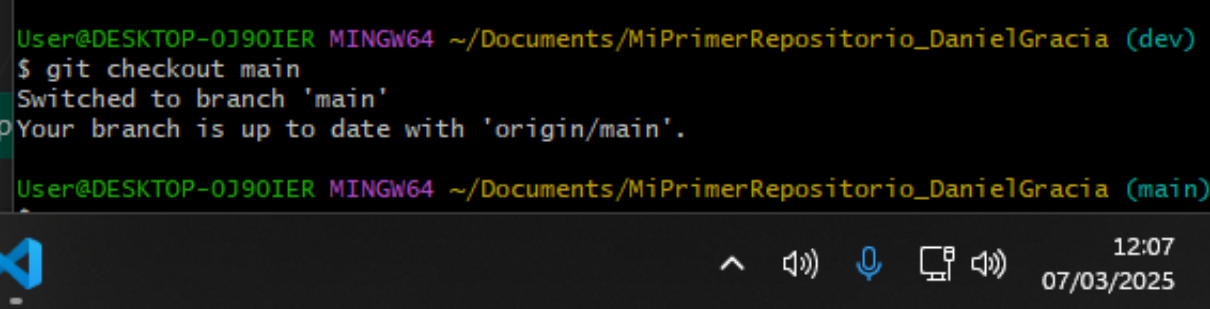 User@DESKTOP-OJ9OIER MINGW64 ~/Documents/MiPrimerRepositorio_DanielGracia (dev)
$ git checkout main
Switched to branch 'main'
pYour branch is up to date with 'origin/main'.
User@DESKTOP-OJ9OIER MINGW64 ~/Documents/MiPrimerRepositorio_DanielGracia (main)
12:07
07/03/2025